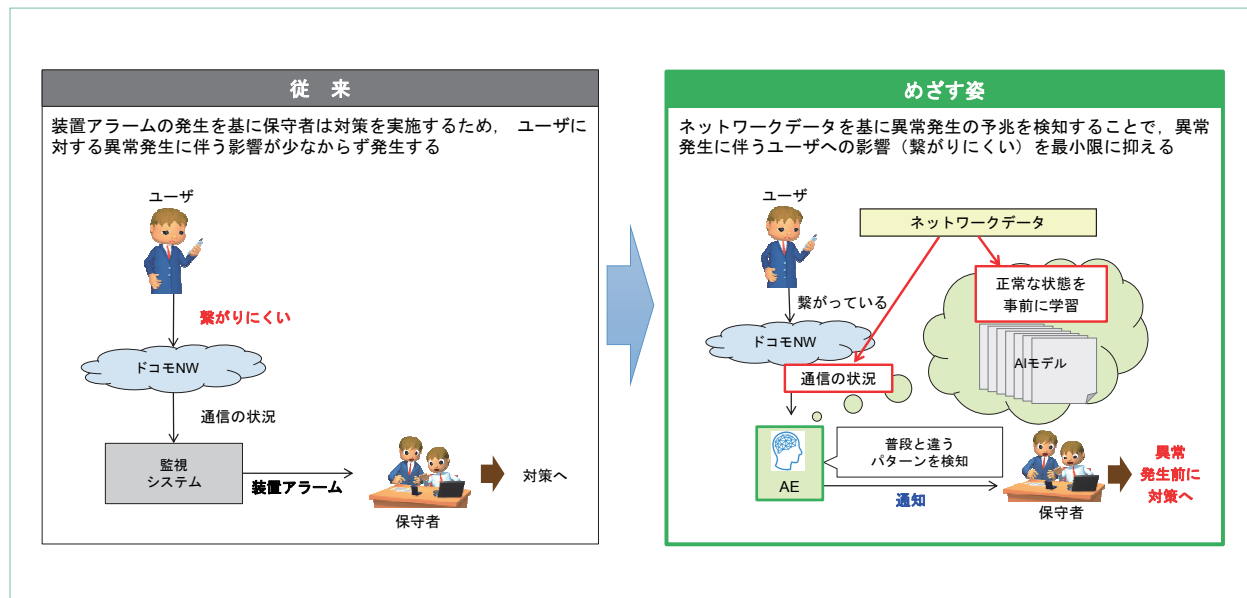 従　来
装置アラームの発生を基に保守者は対策を実施するため，　ユーザに
対する異常発生に伴う影響が少なからず発生する
ユーザ
繋がりにくい
ドコモNW
通信の状況
監視
システム
装置アラーム
保守者
対策へ
めざす姿
ネットワークデータを基に異常発生の予兆を検知することで，異常
発生に伴うユーザへの影響（繋がりにくい）を最小限に抑える
ユーザ
ネットワークデータ
正常な状態を
事前に学習
AIモデル
繋がっている
ドコモNW
通信の状況
AE
普段と違う
パターンを検知
通知
保守者
異常
発生前に
対策へ